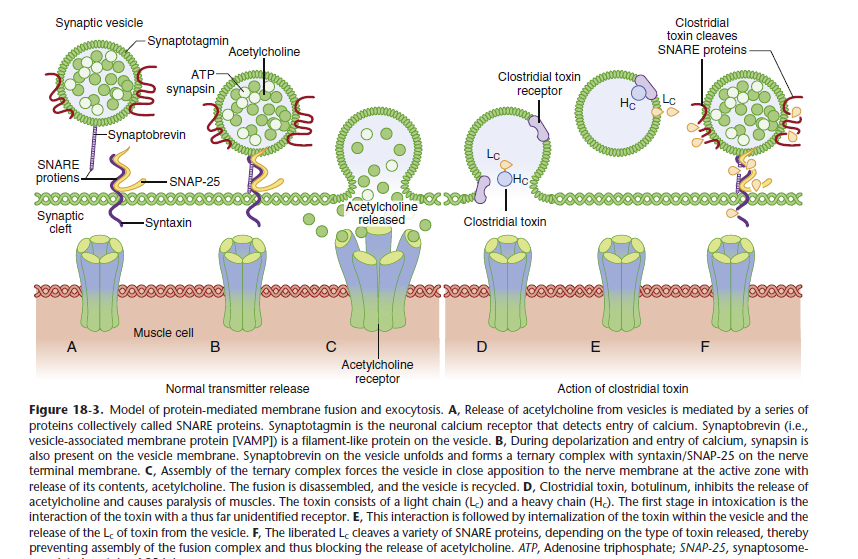 Synaptic vesicle
Synaptotagmin
Acetylcholine
ATP
synapsin
Synaptobrevin
SNARE
protiens
SNAP-25
Synaptic
cleft
Syntaxin
Acetylcholine
released
Muscle cell
A
B
C
Acetylcholine
receptor
Normal transmitter release
Clostridial toxin
receptor
LC
HC
Clostridial toxin
HC
LC
Clostridial
toxin cleaves
SNARE proteins
D
E
F
Action of clostridial toxin
Figure 18-3. Model of protein-mediated membrane fusion and exocytosis. A, Release of acetylcholine from vesicles is mediated by a series of
proteins collectively called SNARE proteins. Synaptotagmin is the neuronal calcium receptor that detects entry of calcium. Synaptobrevin (i.e.,
vesicle-associated membrane protein [VAMP]) is a filament-like protein on the vesicle. B, During depolarization and entry of calcium, synapsin is
also present on the vesicle membrane. Synaptobrevin on the vesicle unfolds and forms a ternary complex with syntaxin/SNAP-25 on the nerve
terminal membrane. C, Assembly of the ternary complex forces the vesicle in close apposition to the nerve membrane at the active zone with
release of its contents, acetylcholine. The fusion is disassembled, and the vesicle is recycled. D, Clostridial toxin, botulinum, inhibits the release of
acetylcholine and causes paralysis of muscles. The toxin consists of a light chain (LC) and a heavy chain (HC). The first stage in intoxication is the
interaction of the toxin with a thus far unidentified receptor. E, This interaction is followed by internalization of the toxin within the vesicle and the
release of the LC of toxin from the vesicle. F, The liberated LC cleaves a variety of SNARE proteins, depending on the type of toxin released, thereby
preventing assembly of the fusion complex and thus blocking the release of acetylcholine. ATP, Adenosine triphosphate; SNAP-25, synaptosome-